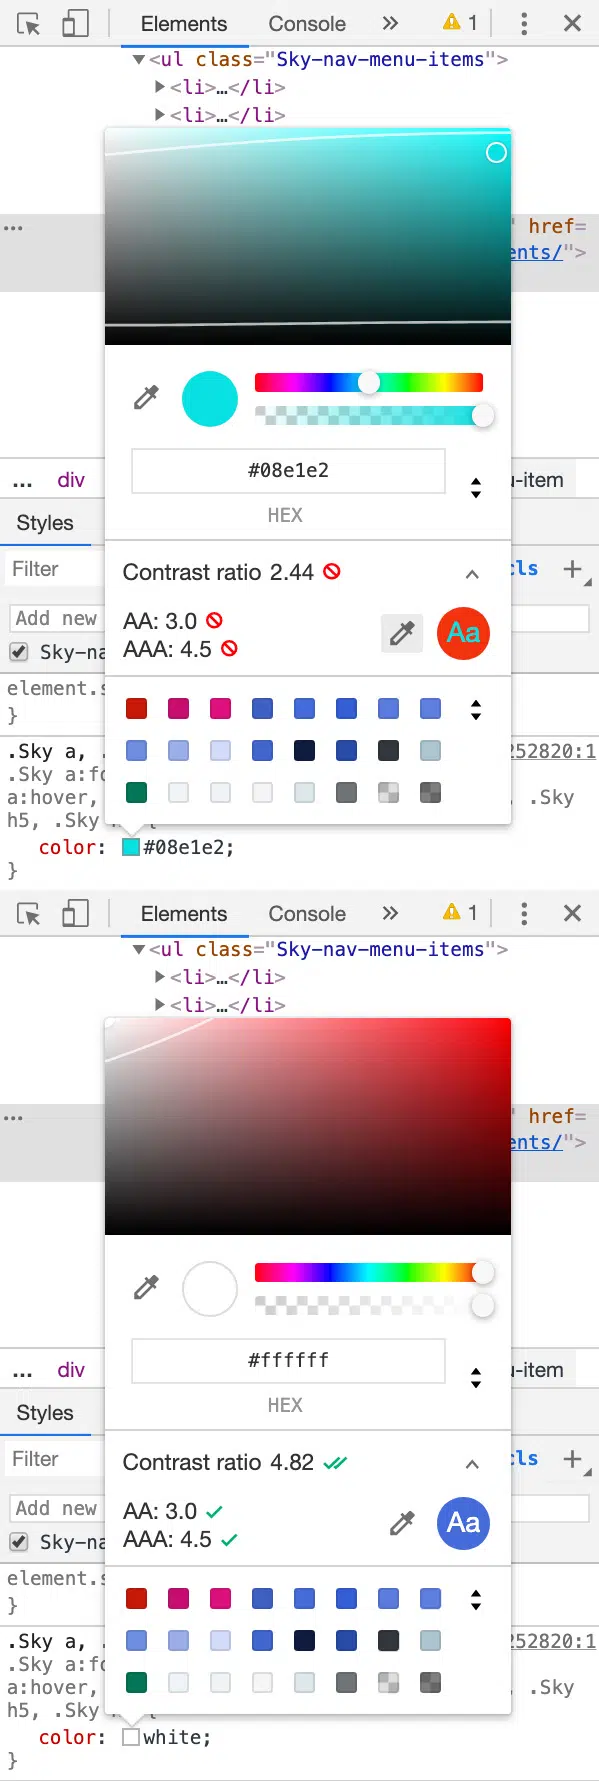 Elements Console » 1
▼<ul class="Sky-nav-menu-items">
▶<li>…</li>
▶<li>…</li>
… " href=
ents/">
#08e1e2
… div u-item
HEX
Styles
Contrast ratio 2.44
Filter cls +
AA: 3.0
Aa
Add new
AAA: 4.5
Sky-na
element.s
}
.Sky a, . 252820:1
.Sky a:fo
a:hover, , .Sky
h5, .Sky {
color: #08e1e2;
}
Elements Console » 1
▼<ul class="Sky-nav-menu-items">
▶<li>…</li>
▶<li>…</li>
… " href=
ents/">
#ffffff
… div u-item
HEX
Styles
Contrast ratio 4.82
Filter cls +
AA: 3.0
Aa
Add new
AAA: 4.5
Sky-na
element.s
}
.Sky a, . 252820:1
.Sky a:fo
a:hover, , .Sky
h5, .Sky {
color: white;
}